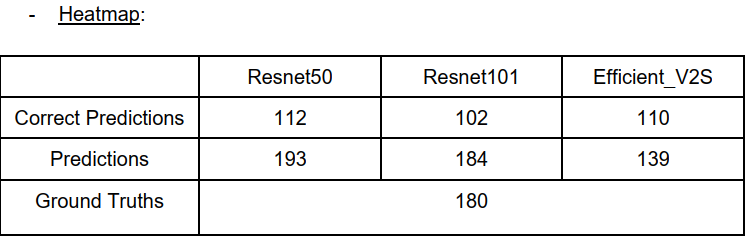 - Heatmap:
Resnet50 Resnet101 Efficient_V2S
Correct Predictions 112 102 110
Predictions 193 184 139
Ground Truths 180